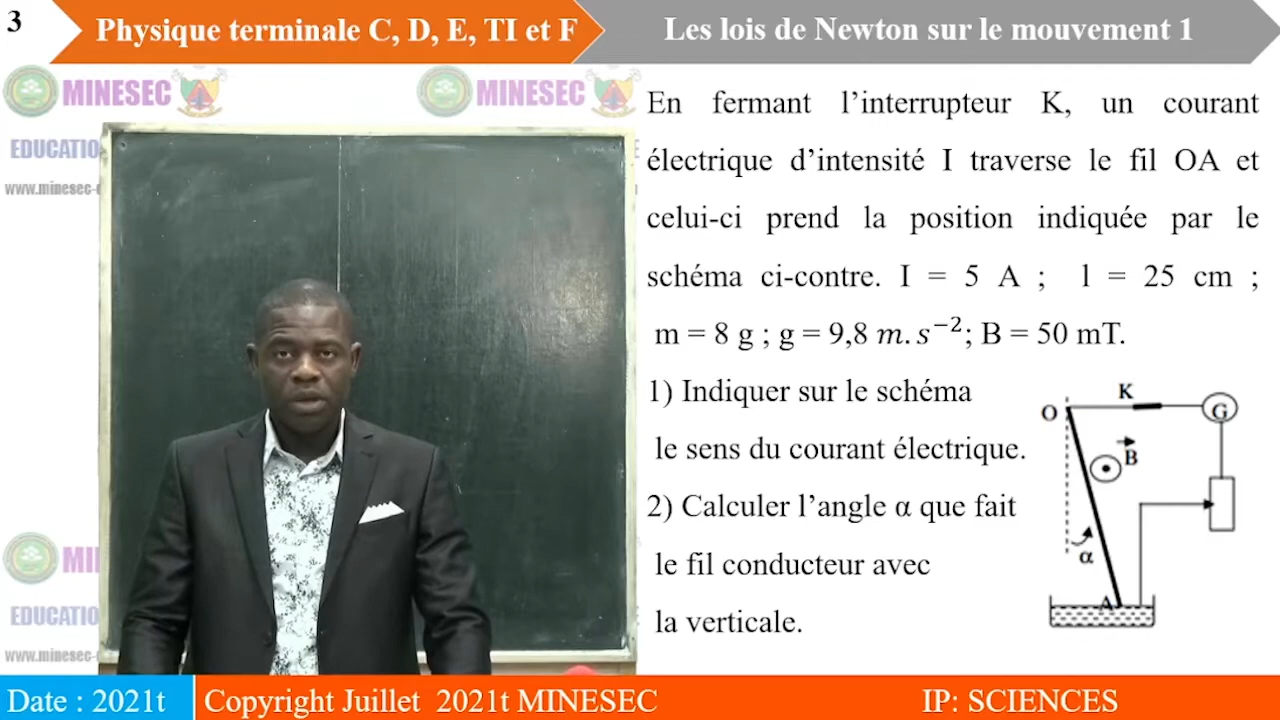 3
Physique terminale C, D, E, TI et F
Les lois de Newton sur le mouvement 1
MINESEC
MINESEC
EDUCATIO
www.minesec-
En fermant l’interrupteur K, un courant
électrique d’intensité I traverse le fil OA et
celui-ci prend la position indiquée par le
schéma ci-contre. I = 5 A ; l = 25 cm ;
m = 8 g ; g = 9,8 m.s⁻²; B = 50 mT.
1) Indiquer sur le schéma
le sens du courant électrique.
2) Calculer l’angle α que fait
le fil conducteur avec
la verticale.
K
O
G
B
α
A
MI
EDUCATIO
www.minesec-
Date : 2021t
Copyright Juillet 2021t MINESEC
IP: SCIENCES